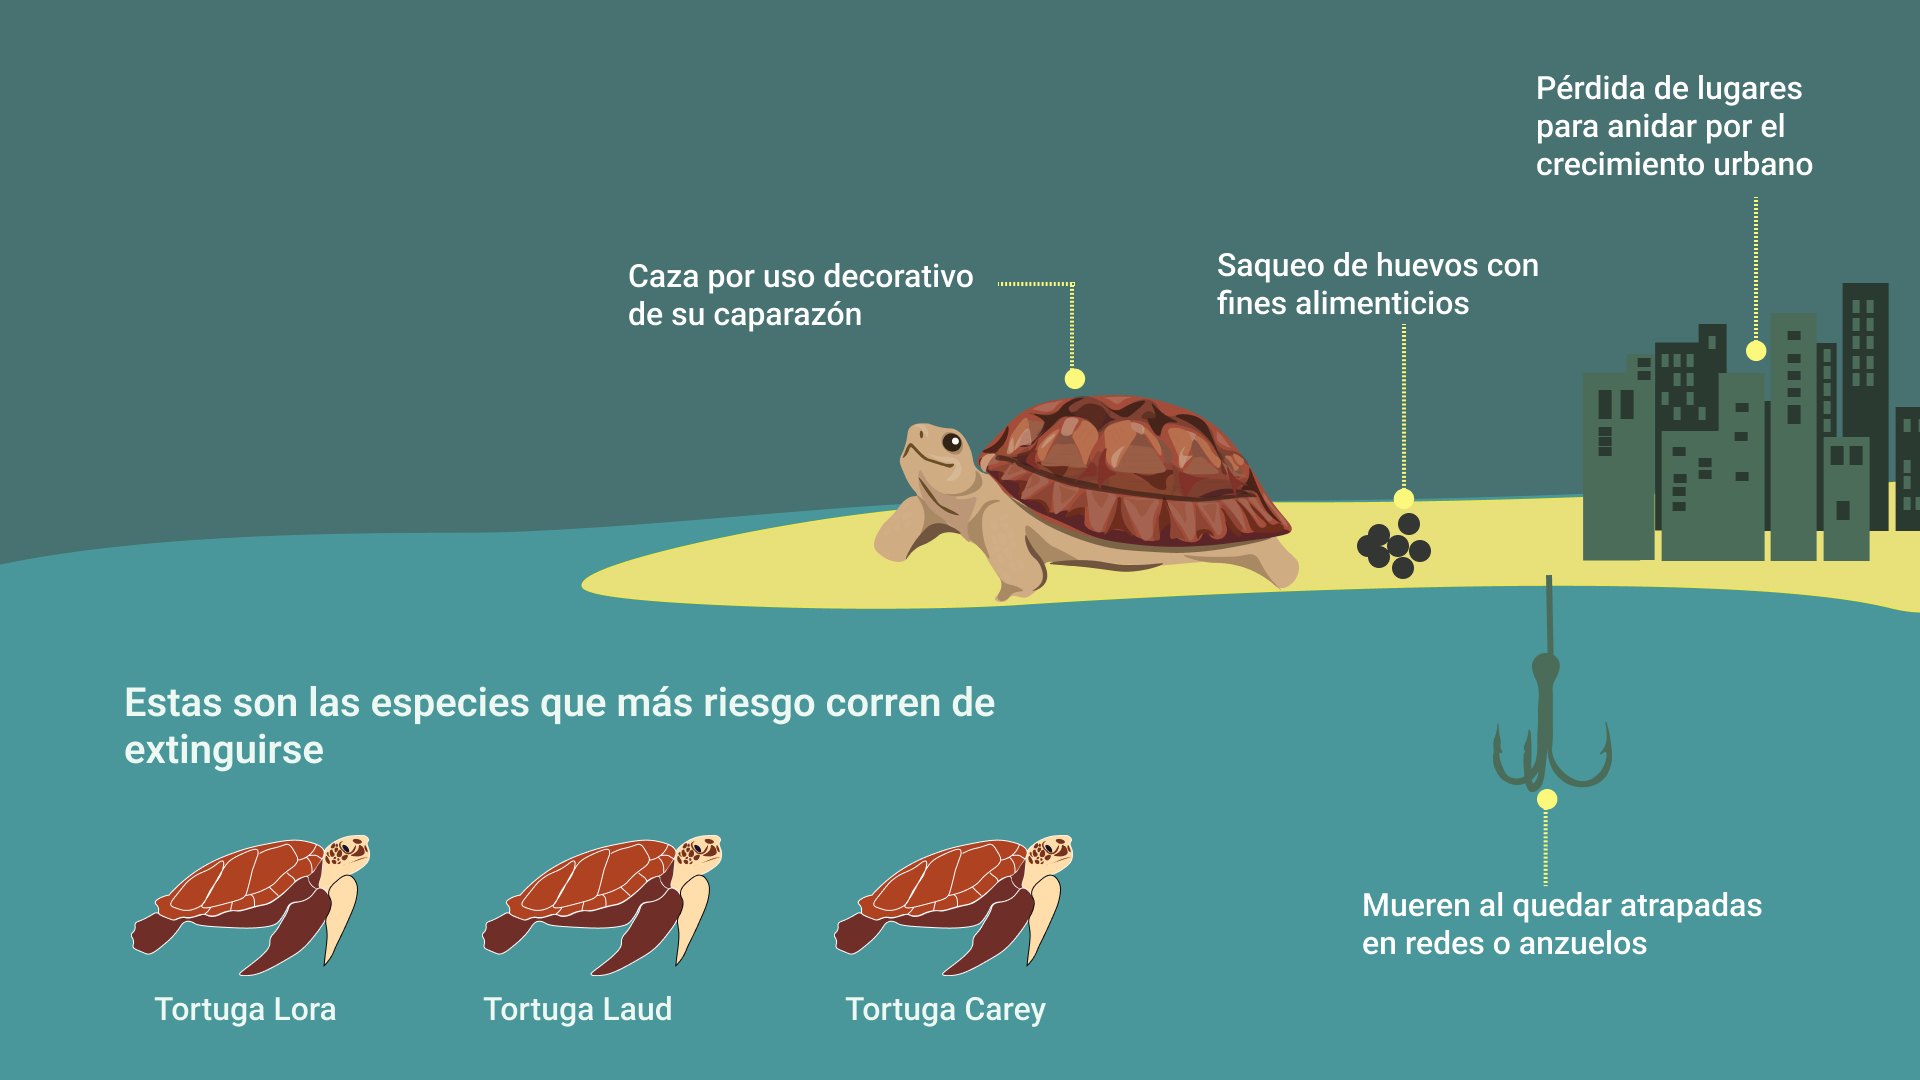 Pérdida de lugares
para anidar por el
crecimiento urbano
Caza por uso decorativo
de su caparazón
Saqueo de huevos con
fines alimenticios
Estas son las especies que más riesgo corren de
extinguirse
Mueren al quedar atrapadas
en redes o anzuelos
Tortuga Lora
Tortuga Laud
Tortuga Carey